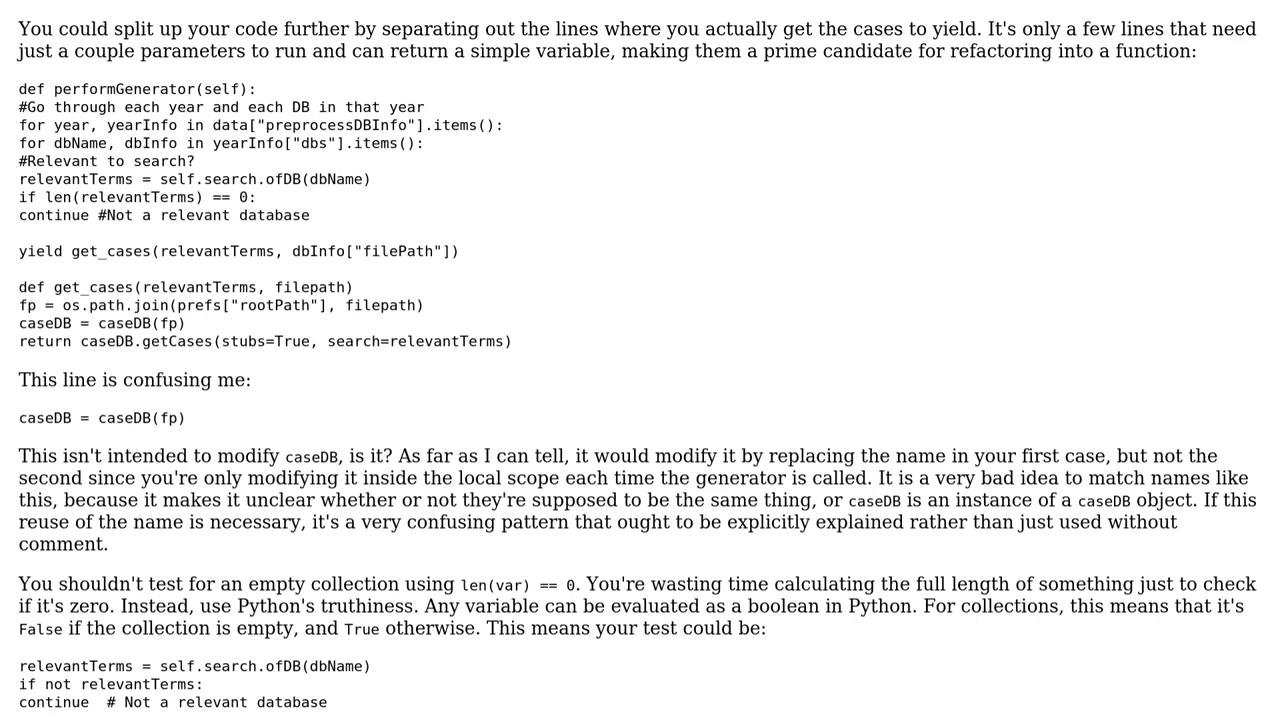 You could split up your code further by separating out the lines where you actually get the cases to yield. It's only a few lines that need
just a couple parameters to run and can return a simple variable, making them a prime candidate for refactoring into a function:
def performGenerator(self):
#Go through each year and each DB in that year
for year, yearInfo in data["preprocessDBInfo"].items():
for dbName, dbInfo in yearInfo["dbs"].items():
#Relevant to search?
relevantTerms = self.search.ofDB(dbName)
if len(relevantTerms) == 0:
continue #Not a relevant database
yield get_cases(relevantTerms, dbInfo["filePath"])
def get_cases(relevantTerms, filepath)
fp = os.path.join(prefs["rootPath"], filepath)
caseDB = caseDB(fp)
return caseDB.getCases(stubs=True, search=relevantTerms)
This line is confusing me:
caseDB = caseDB(fp)
This isn't intended to modify caseDB, is it? As far as I can tell, it would modify it by replacing the name in your first case, but not the
second since you're only modifying it inside the local scope each time the generator is called. It is a very bad idea to match names like
this, because it makes it unclear whether or not they're supposed to be the same thing, or caseDB is an instance of a caseDB object. If this
reuse of the name is necessary, it's a very confusing pattern that ought to be explicitly explained rather than just used without
comment.
You shouldn't test for an empty collection using len(var) == 0. You're wasting time calculating the full length of something just to check
if it's zero. Instead, use Python's truthiness. Any variable can be evaluated as a boolean in Python. For collections, this means that it's
False if the collection is empty, and True otherwise. This means your test could be:
relevantTerms = self.search.ofDB(dbName)
if not relevantTerms:
continue  # Not a relevant database